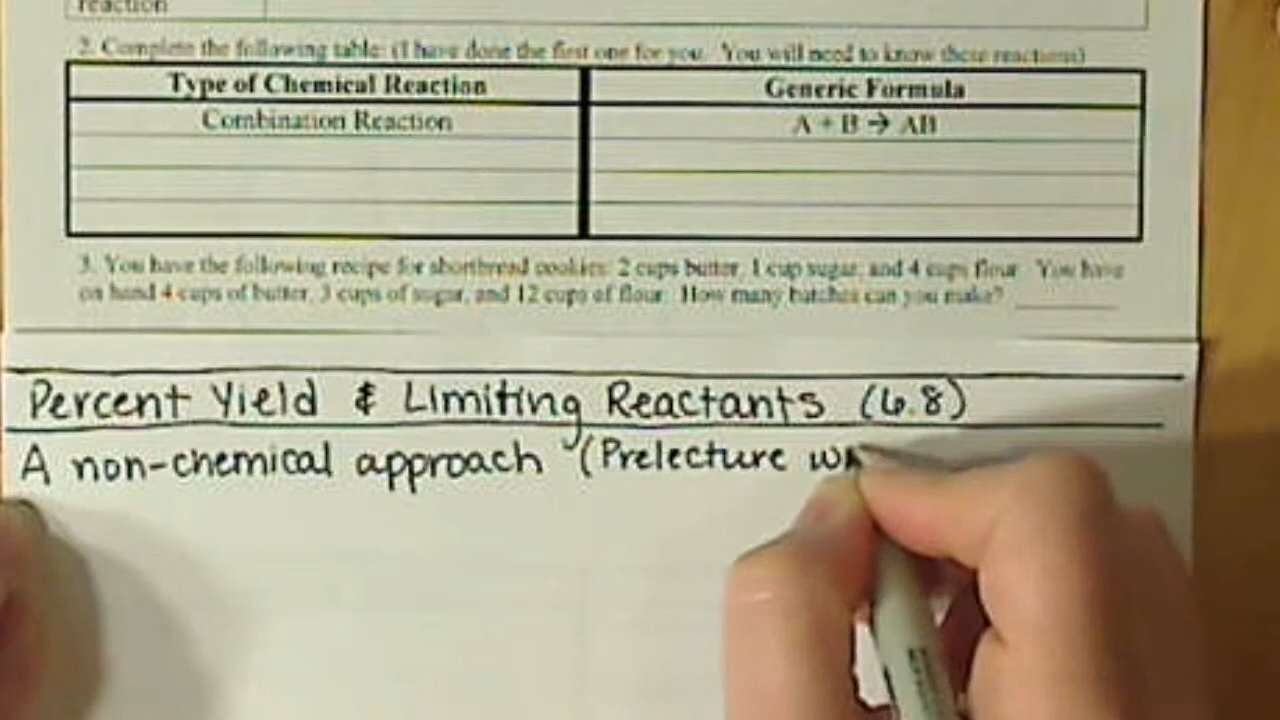 reaction
2. Complete the following table: (I have done the first one for you. You will need to know these reactions)
Type of Chemical Reaction Generic Formula
Combination Reaction A + B → AB
3. You have the following recipe for shortbread cookies: 2 cups butter, 1 cup sugar, and 4 cups flour. You have
on hand 4 cups of butter, 3 cups of sugar, and 12 cups of flour. How many batches can you make?
Percent Yield & Limiting Reactants (6.8)
A non-chemical approach (Prelecture